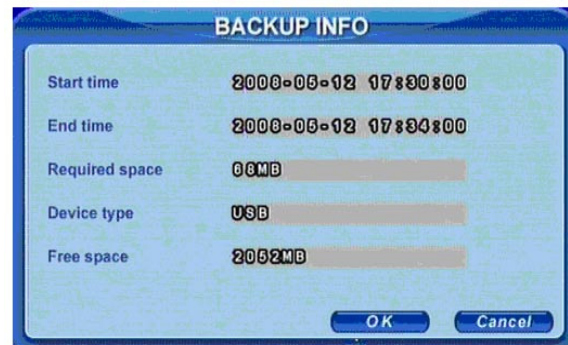 BACKUP INFO
Start time 2008-05-12 17:30:00
End time 2008-05-12 17:34:00
Required space 68MB
Device type USB
Free space 2052MB
OK Cancel